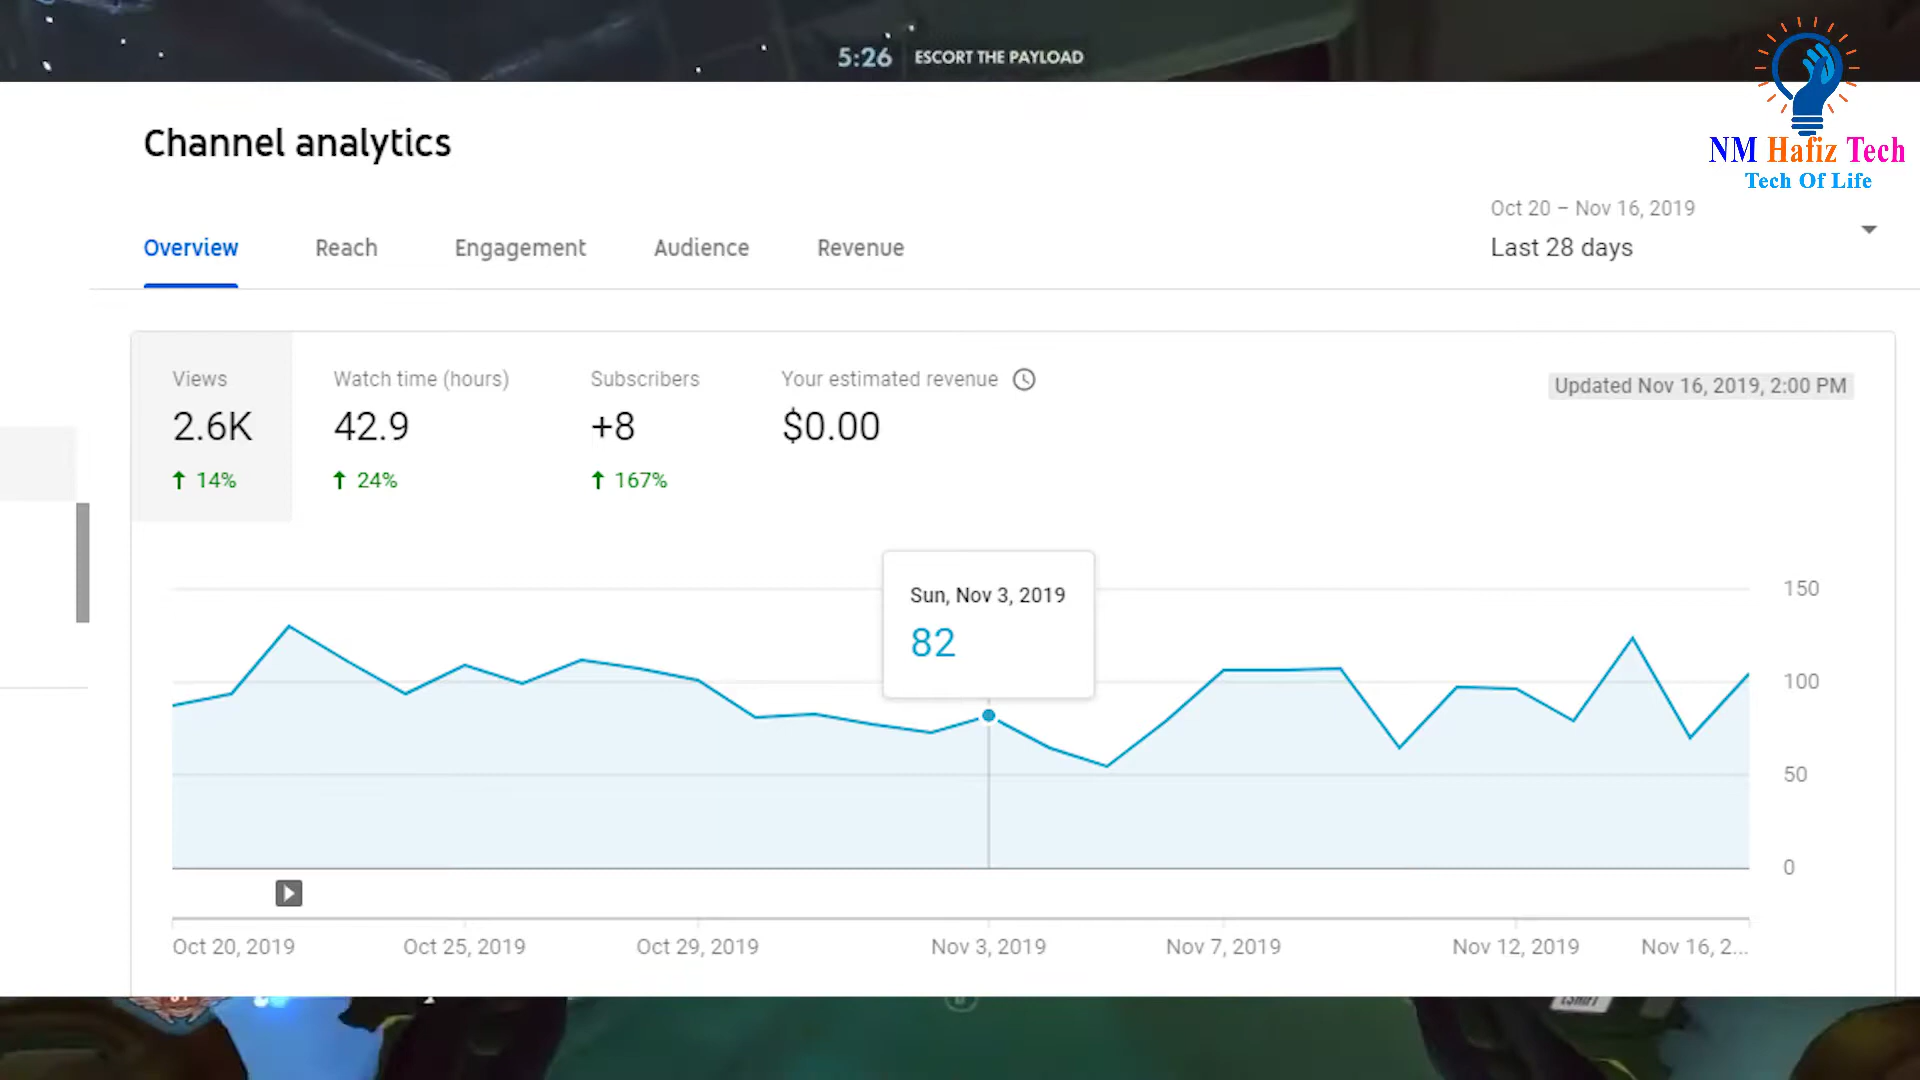 5:26 ESCORT THE PAYLOAD
NM Hafiz Tech
Tech Of Life
Channel analytics
Oct 20 – Nov 16, 2019
Last 28 days
Overview Reach Engagement Audience Revenue
Views Watch time (hours) Subscribers Your estimated revenue
2.6K 42.9 +8 $0.00
14% 24% 167%
Updated Nov 16, 2019, 2:00 PM
Sun, Nov 3, 2019
82
150
100
50
0
Oct 20, 2019 Oct 25, 2019 Oct 29, 2019 Nov 3, 2019 Nov 7, 2019 Nov 12, 2019 Nov 16, 2...